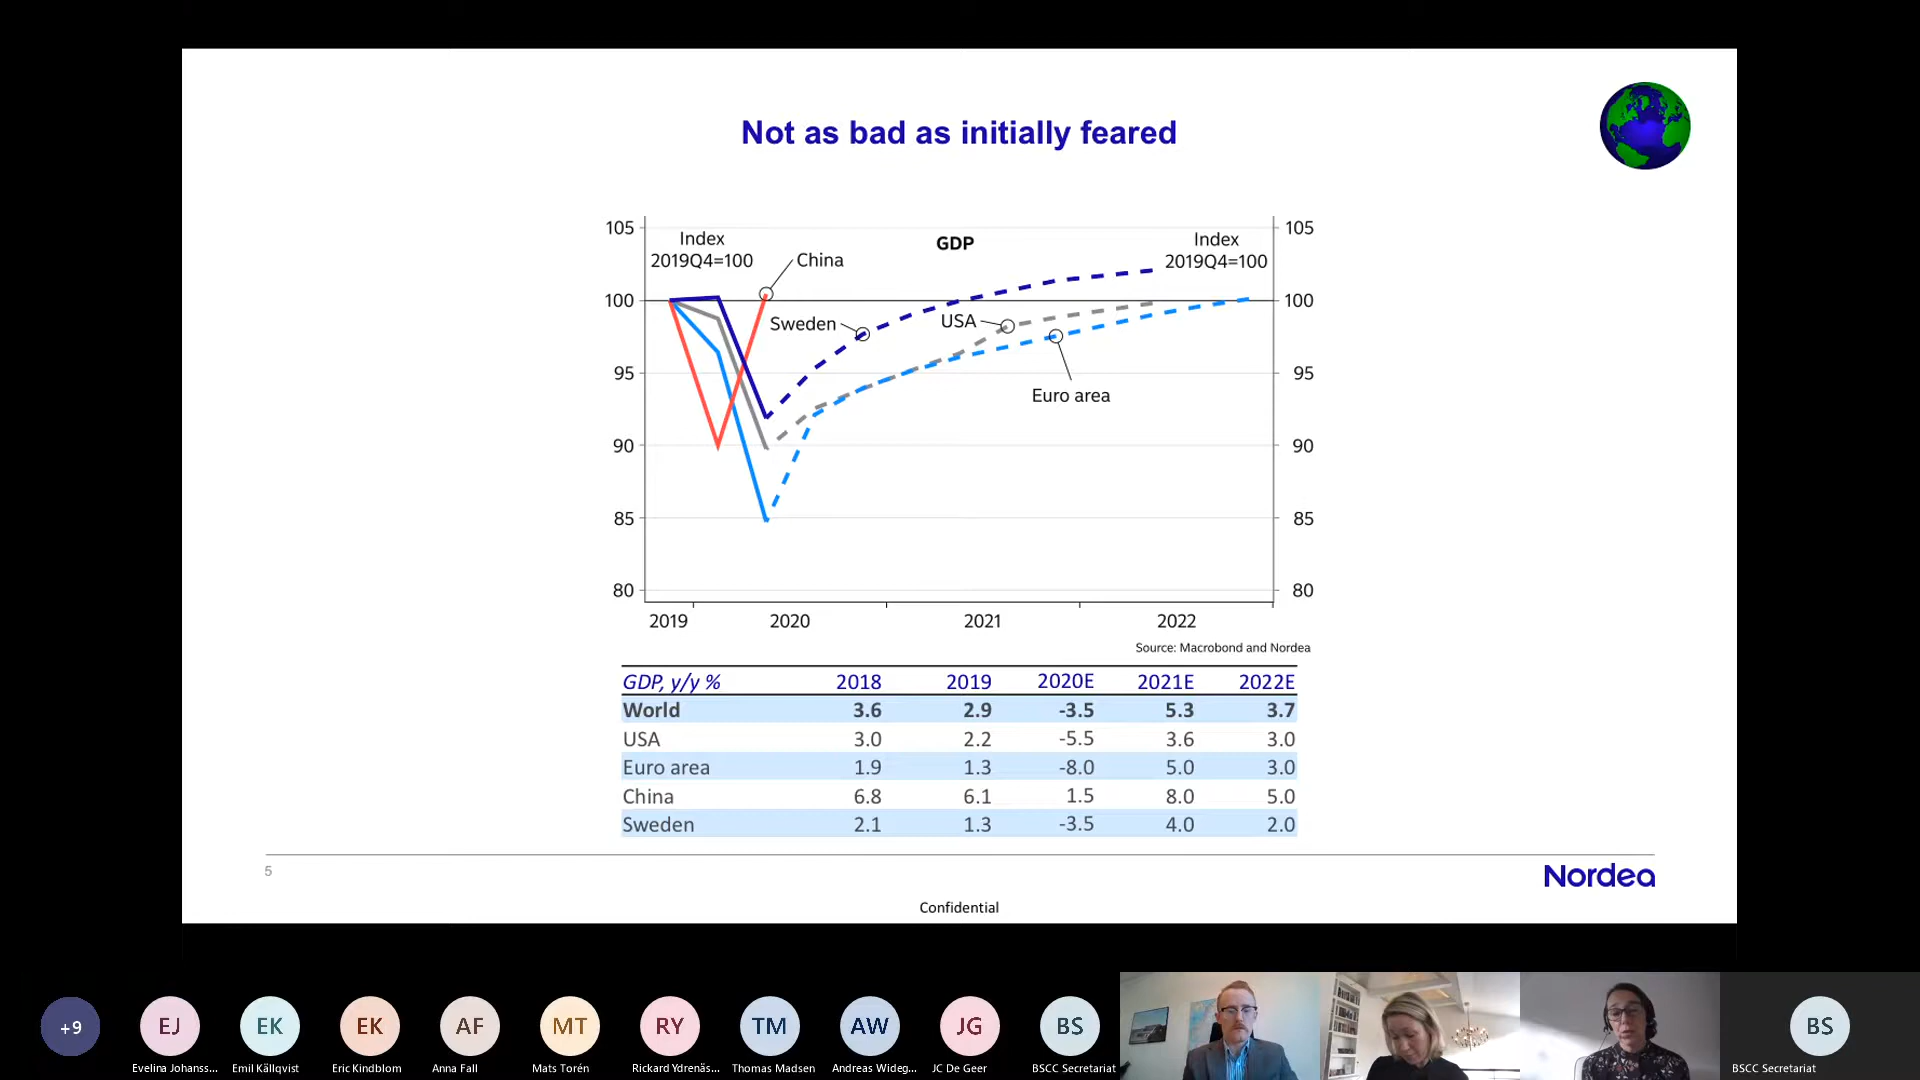 Not as bad as initially feared
105
Index
2019Q4=100
China
GDP
Index
2019Q4=100
105
100
Sweden
USA
100
95
Euro area
95
90
90
85
85
80
80
2019 2020 2021 2022
Source: Macrobond and Nordea
GDP, y/y % 2018 2019 2020E 2021E 2022E
World 3.6 2.9 -3.5 5.3 3.7
USA 3.0 2.2 -5.5 3.6 3.0
Euro area 1.9 1.3 -8.0 5.0 3.0
China 6.8 6.1 1.5 8.0 5.0
Sweden 2.1 1.3 -3.5 4.0 2.0
5
Nordea
Confidential
+9 EJ EK EK AF MT RY TM AW JG BS BS
Evelina Johanss... Emil Källqvist Eric Kindblom Anna Fall Mats Torén Rickard Ydrenäs... Thomas Madsen Andreas Wideg... JC De Geer BSCC Secretariat BSCC Secretariat